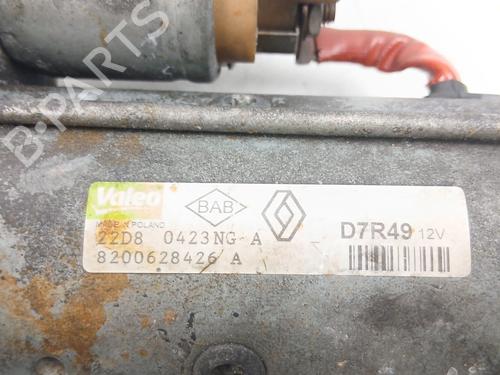 Valeo
MADE IN POLAND
BAB
D7R49 12V
22D8 0423NG A
8200628426 A
B-PARTS